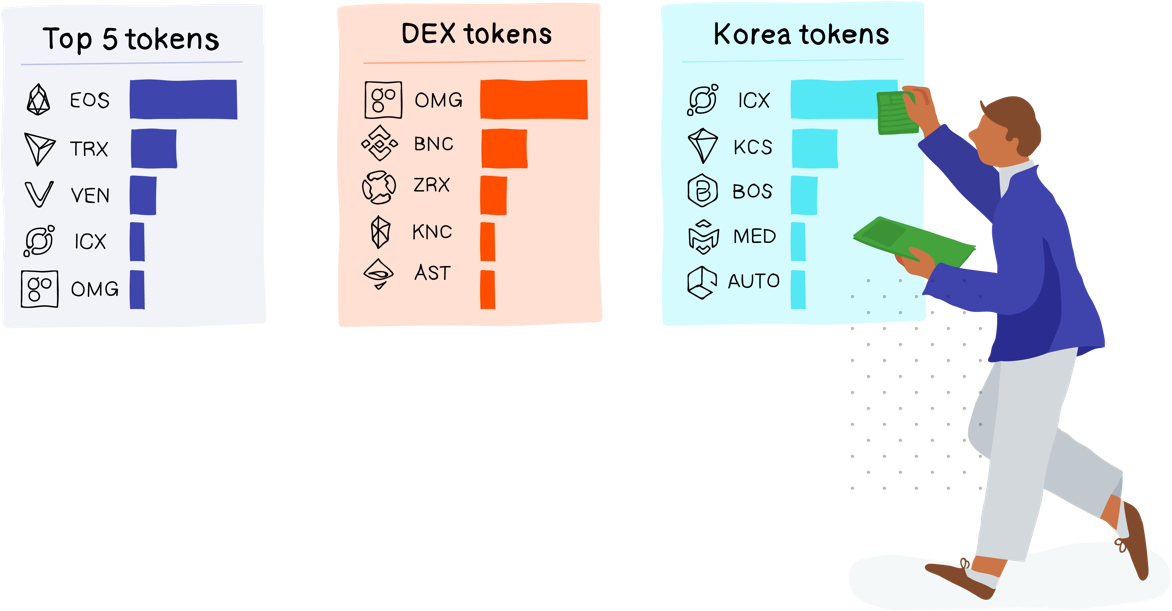 Top 5 tokens
EOS
TRX
VEN
ICX
OMG
DEX tokens
OMG
BNC
ZRX
KNC
AST
Korea tokens
ICX
KCS
BOS
MED
AUTO